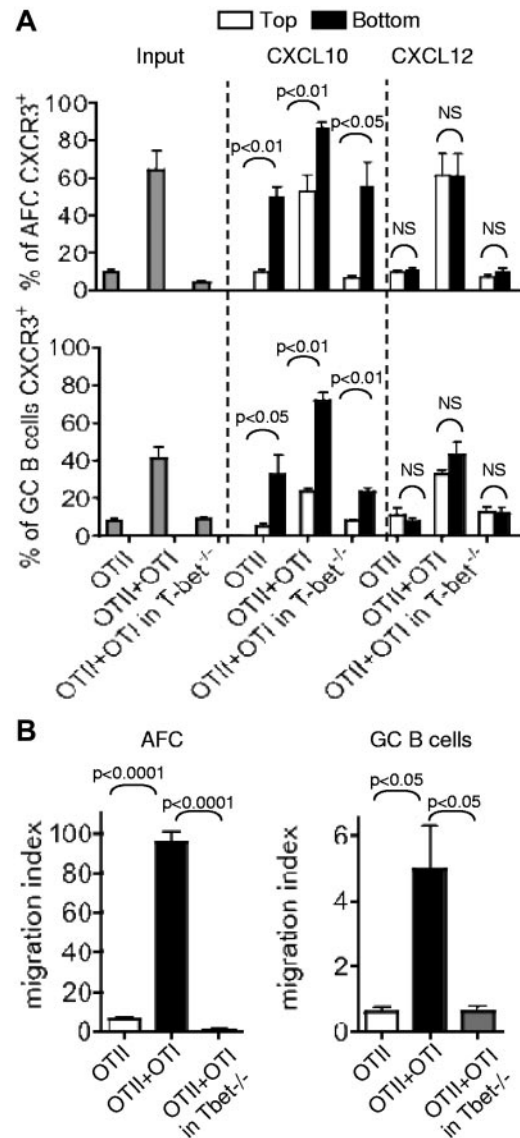 A
Top Bottom
Input CXCL10 CXCL12
% of AFC CXCR3+
100
80
60
40
20
0
p<0.01
p<0.01
p<0.05
NS
NS
NS
% of GC B cells CXCR3+
100
80
60
40
20
0
p<0.05
p<0.01
p<0.01
NS
NS
NS
OTII
OTII+OTI
OTII+OTI in T-bet-/-
OTII
OTII+OTI
OTII+OTI in T-bet-/-
OTII
OTII+OTI
OTII+OTI in T-bet-/-
B
AFC
p<0.0001
p<0.0001
migration index
100
80
60
40
20
0
OTII
OTII+OTI
OTII+OTI
in Tbet-/-
GC B cells
p<0.05
p<0.05
migration index
6
4
2
0
OTII
OTII+OTI
OTII+OTI
in Tbet-/-